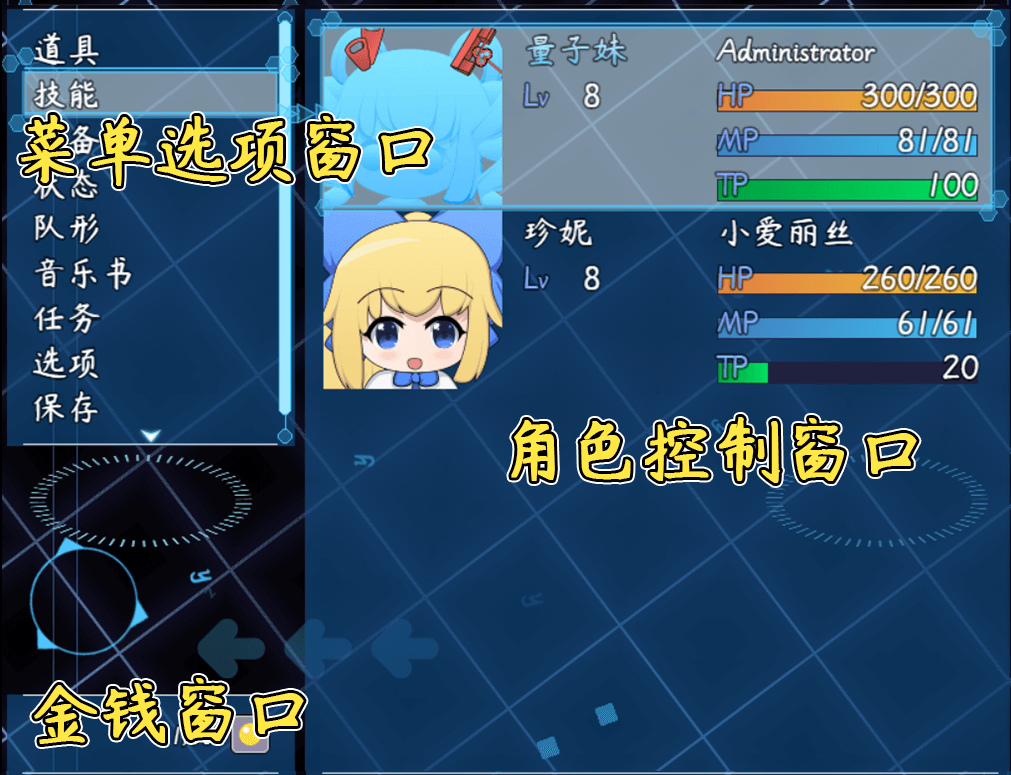 道具
技能
备
状态
队形
音乐书
任务
选项
保存
菜单选项窗口
量子妹 Administrator
Lv 8 HP 300/300
MP 81/81
TP 100
珍妮 小爱丽丝
Lv 8 HP 260/260
MP 61/61
TP 20
角色控制窗口
金钱窗口